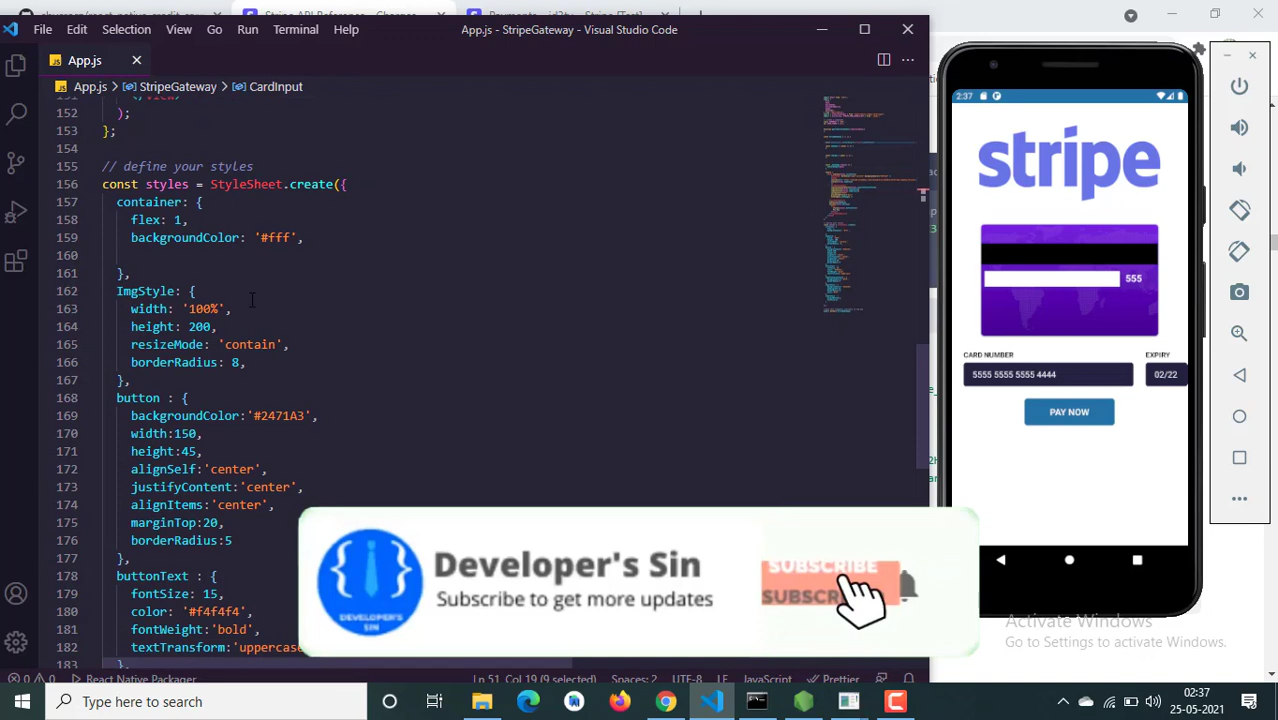 File Edit Selection View Go Run Terminal Help
App.js - StripeGateway - Visual Studio Code
JS App.js
JS App.js > StripeGateway > CardInput
152 );
153 };
154
155 // define your styles
156 const styles = StyleSheet.create({
157 container: {
158 flex: 1,
159 backgroundColor: '#fff',
160
161 },
162 ImgStyle: {
163 width: '100%',
164 height: 200,
165 resizeMode: 'contain',
166 borderRadius: 8,
167 },
168 button : {
169 backgroundColor:'#2471A3',
170 width:150,
171 height:45,
172 alignSelf:'center',
173 justifyContent:'center',
174 alignItems:'center',
175 marginTop:20,
176 borderRadius:5
177 },
178 buttonText : {
179 fontSize: 15,
180 color: '#f4f4f4',
181 fontWeight:'bold',
182 textTransform:'uppercase
183 },
2:37
stripe
555
CARD NUMBER EXPIRY
5555 5555 5555 4444 02/22
PAY NOW
{ }
DEVELOPER'S
SIN
Developer's Sin
Subscribe to get more updates
SUBSCRIBE
Activate Windows
Go to Settings to activate Windows.
0 0 React Native Packager Ln 51, Col 19 (9 selected) Spaces: 2 UTF-8 LF JavaScript Prettier
Type here to search
02:37
25-05-2021